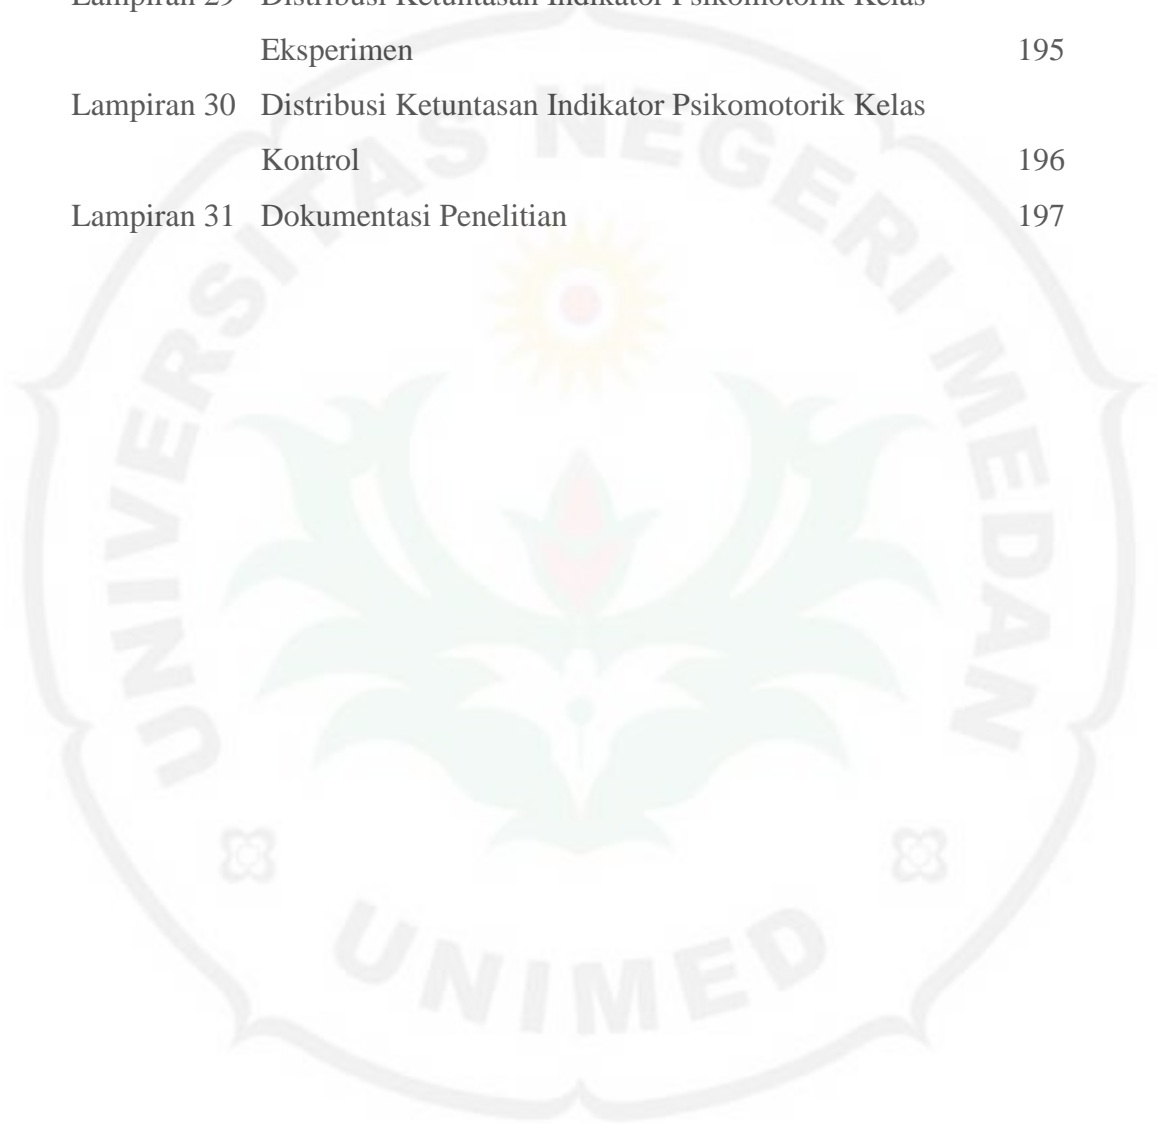 Lampiran 29 Distribusi Ketuntasan Indikator Psikomotorik Kelas
Eksperimen 195
Lampiran 30 Distribusi Ketuntasan Indikator Psikomotorik Kelas
Kontrol 196
Lampiran 31 Dokumentasi Penelitian 197
UNIVERSITAS NEGERI MEDAN
UNIMED